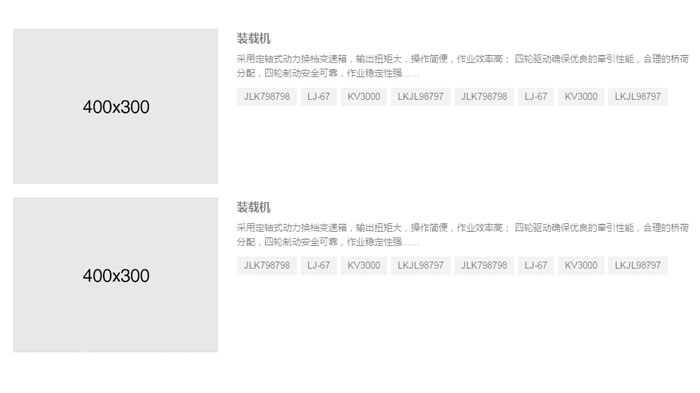 400x300
装载机
采用定轴式动力换档变速箱，输出扭矩大，操作简便，作业效率高； 四轮驱动确保优良的牵引性能，合理的桥荷
分配，四轮制动安全可靠，作业稳定性强……
JLK798798 LJ-67 KV3000 LKJL98797 JLK798798 LJ-67 KV3000 LKJL98797
400x300
装载机
采用定轴式动力换档变速箱，输出扭矩大，操作简便，作业效率高； 四轮驱动确保优良的牵引性能，合理的桥荷
分配，四轮制动安全可靠，作业稳定性强……
JLK798798 LJ-67 KV3000 LKJL98797 JLK798798 LJ-67 KV3000 LKJL98797